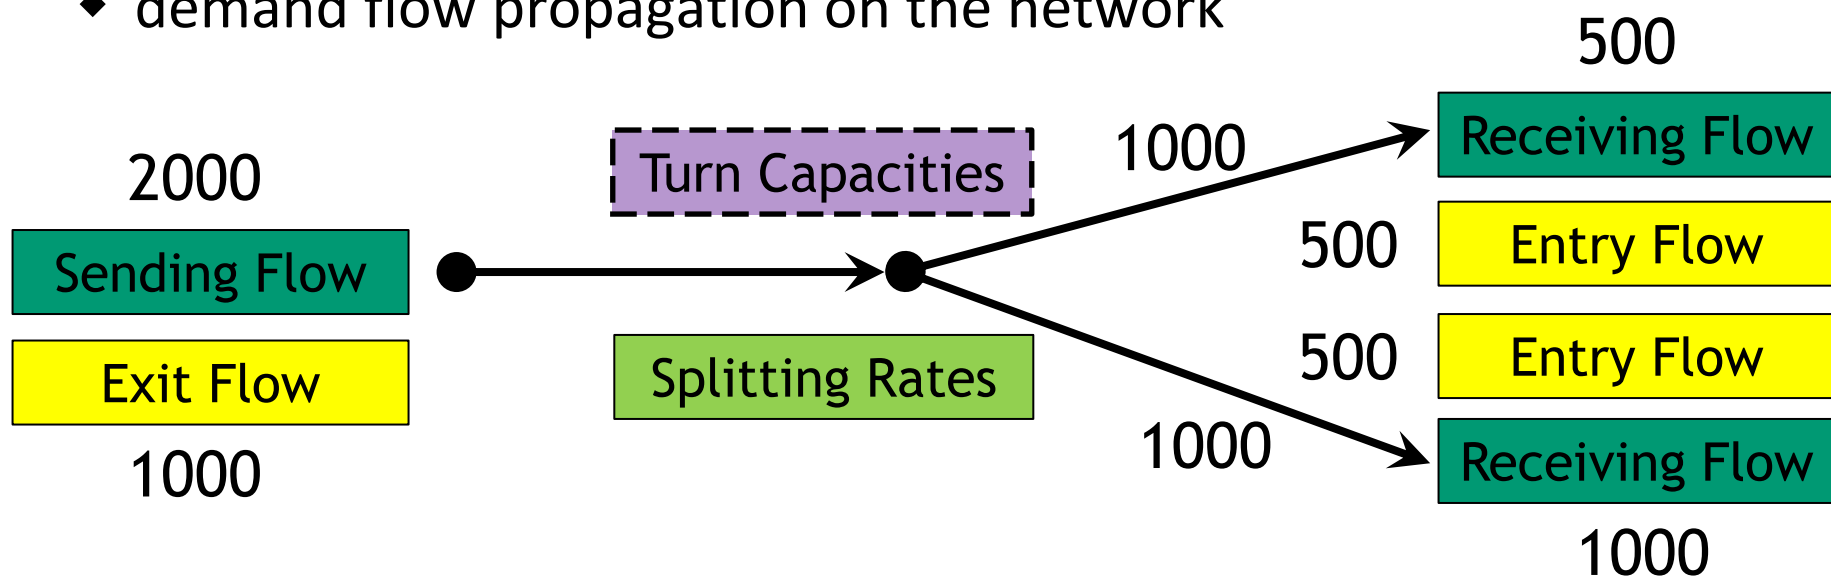 ◆ demand flow propagation on the network
500
Receiving Flow
1000
Turn Capacities
2000
Sending Flow
500 Entry Flow
Exit Flow
Splitting Rates
500 Entry Flow
1000
1000
Receiving Flow
1000